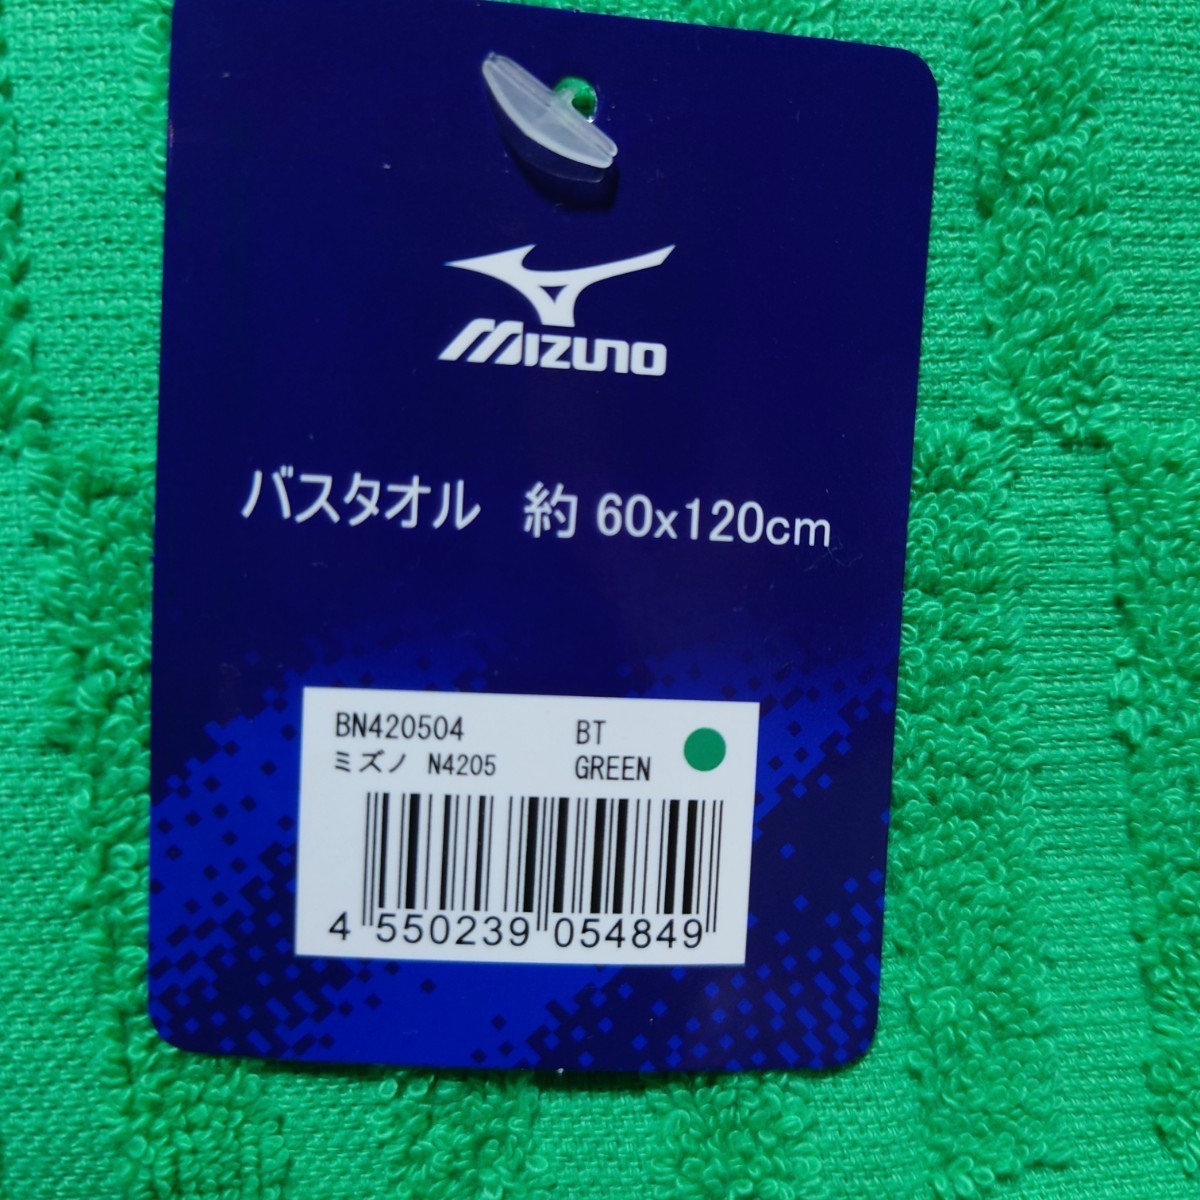 MIZUNO
バスタオル 約 60x120cm
BN420504 BT
ミズノ N4205 GREEN
4 550239 054849